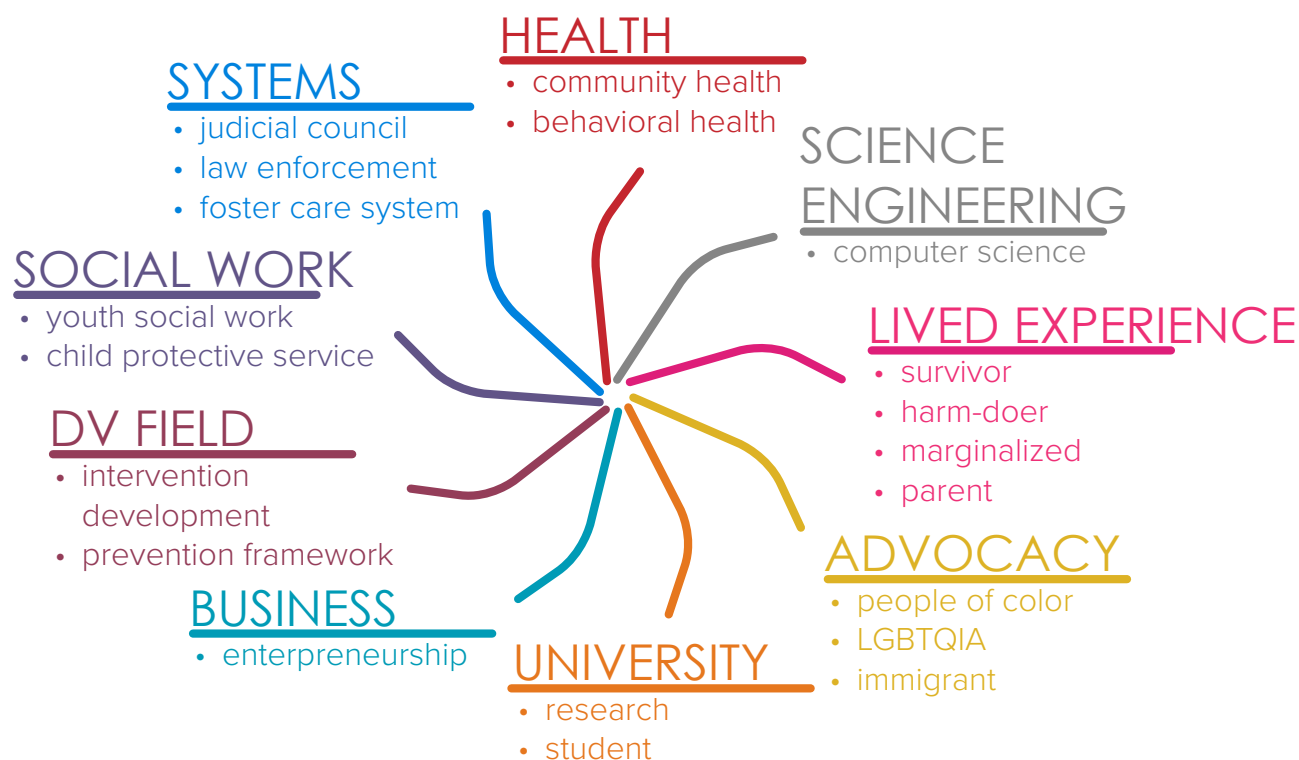 HEALTH
• community health
• behavioral health
SYSTEMS
• judicial council
• law enforcement
• foster care system
SCIENCE
ENGINEERING
• computer science
SOCIAL WORK
• youth social work
• child protective service
LIVED EXPERIENCE
• survivor
• harm-doer
• marginalized
• parent
DV FIELD
• intervention
development
• prevention framework
ADVOCACY
• people of color
• LGBTQIA
• immigrant
BUSINESS
• enterpreneurship
UNIVERSITY
• research
• student